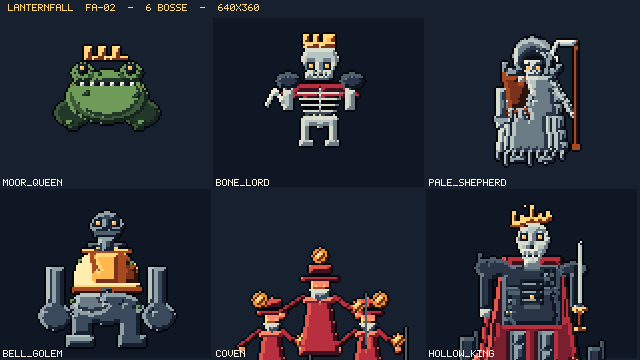 LANTERNFALL FA-02 - 6 BOSSE - 640X360
MOOR_QUEEN
BONE_LORD
PALE_SHEPHERD
BELL_GOLEM
COVEN
HOLLOW_KING